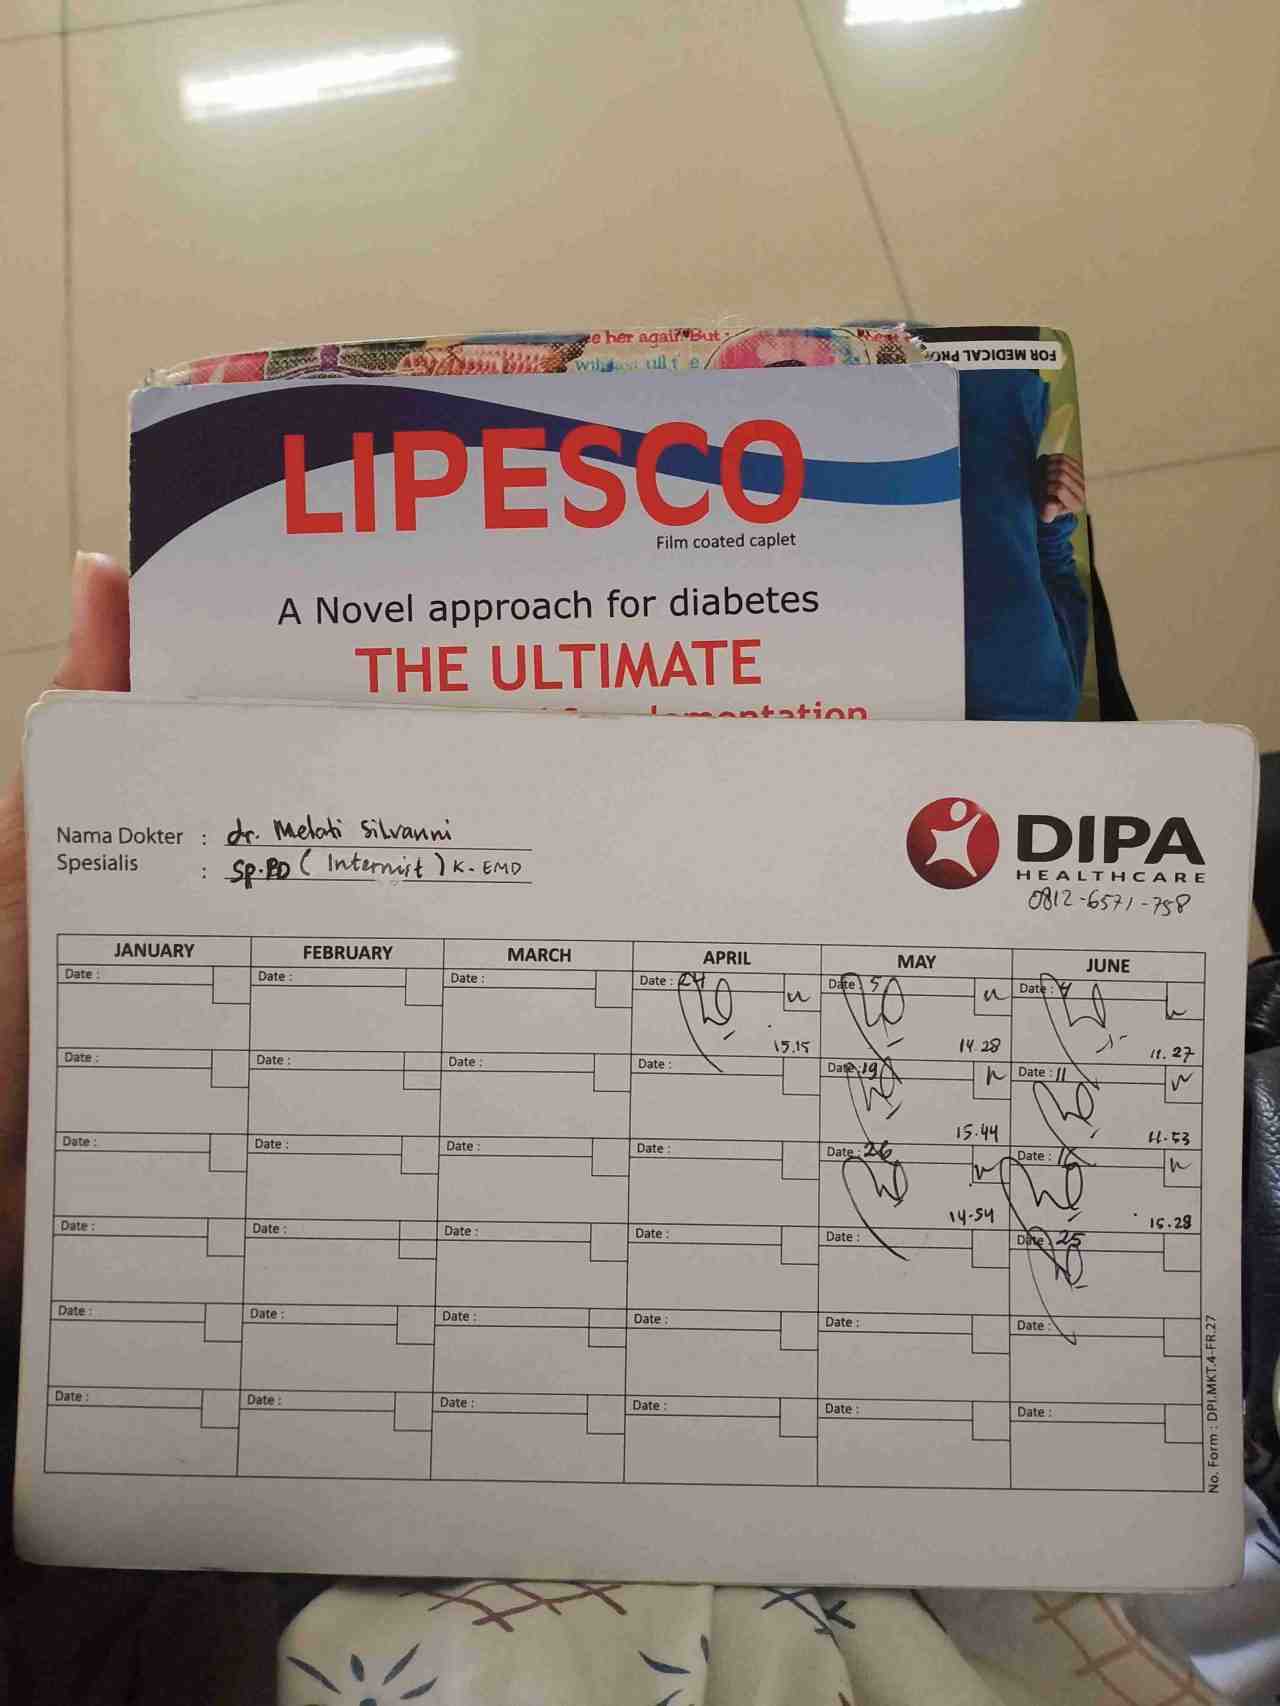 e her again But
FOR MEDICAL
LIPESCO
Film coated caplet
A Novel approach for diabetes
THE ULTIMATE
Nama Dokter : dr. Melati Silvanni
Spesialis : Sp.PD (Internist) K-EMD
DIPA
HEALTHCARE
0812-6571-758
JANUARY FEBRUARY MARCH APRIL MAY JUNE
Date : Date : Date : Date : 24 Date : 5 Date : 4
15.15 14.28 11.27
Date : Date : Date : Date : Date : 19 Date : 11
15.44 11.53
Date : Date : Date : Date : Date : 26 Date :
14.54 15.28
Date : Date : Date : Date : Date : Date : 25
Date : Date : Date : Date : Date : Date :
Date : Date : Date : Date : Date : Date :
No. Form : DPI.MKT.4-FR.27